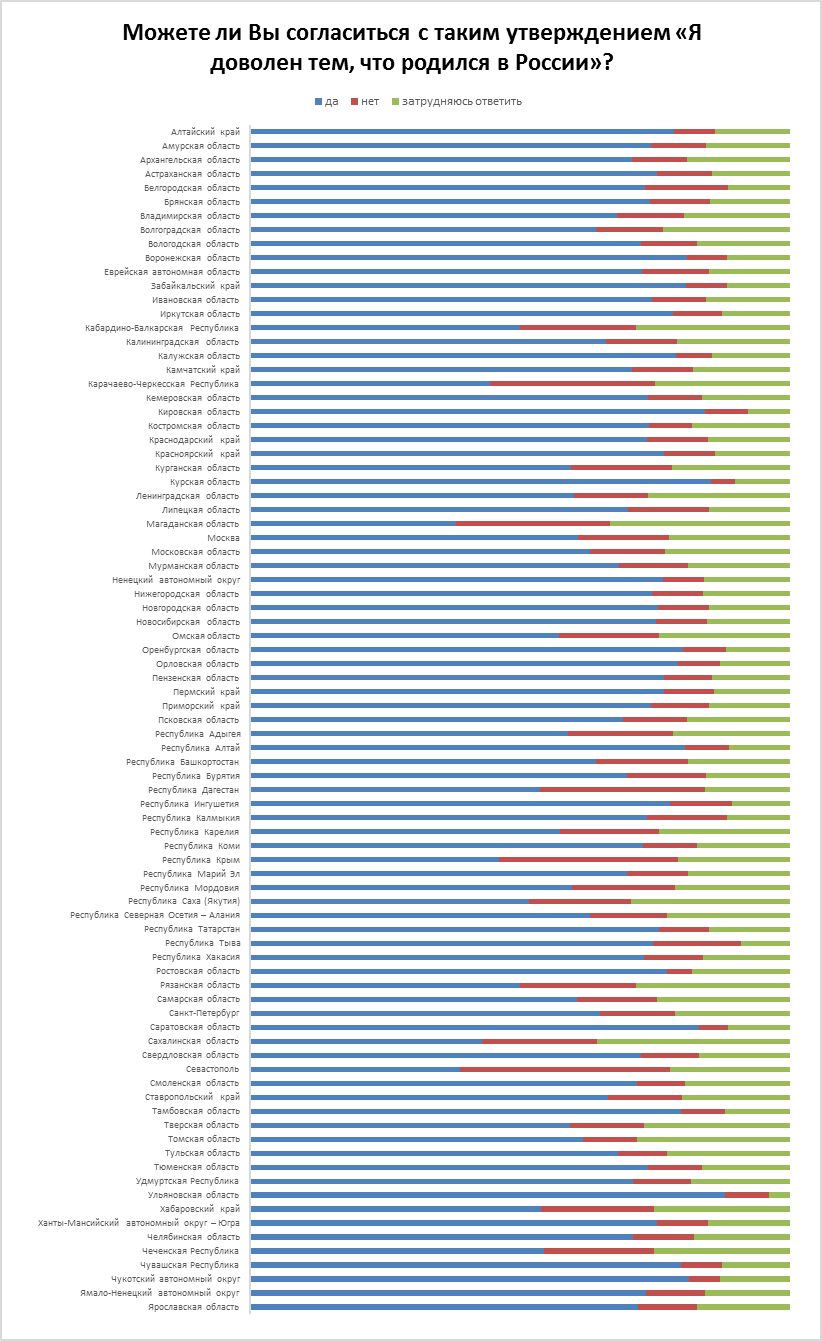 Можете ли Вы согласиться с таким утверждением «Я
доволен тем, что родился в России»?
да нет затрудняюсь ответить
Алтайский край
Амурская область
Архангельская область
Астраханская область
Белгородская область
Брянская область
Владимирская область
Волгоградская область
Вологодская область
Воронежская область
Еврейская автономная область
Забайкальский край
Ивановская область
Иркутская область
Кабардино-Балкарская Республика
Калининградская область
Калужская область
Камчатский край
Карачаево-Черкесская Республика
Кемеровская область
Кировская область
Костромская область
Краснодарский край
Красноярский край
Курганская область
Курская область
Ленинградская область
Липецкая область
Магаданская область
Москва
Московская область
Мурманская область
Ненецкий автономный округ
Нижегородская область
Новгородская область
Новосибирская область
Омская область
Оренбургская область
Орловская область
Пензенская область
Пермский край
Приморский край
Псковская область
Республика Адыгея
Республика Алтай
Республика Башкортостан
Республика Бурятия
Республика Дагестан
Республика Ингушетия
Республика Калмыкия
Республика Карелия
Республика Коми
Республика Крым
Республика Марий Эл
Республика Мордовия
Республика Саха (Якутия)
Республика Северная Осетия – Алания
Республика Татарстан
Республика Тыва
Республика Хакасия
Ростовская область
Рязанская область
Самарская область
Санкт-Петербург
Саратовская область
Сахалинская область
Свердловская область
Севастополь
Смоленская область
Ставропольский край
Тамбовская область
Тверская область
Томская область
Тульская область
Тюменская область
Удмуртская Республика
Ульяновская область
Хабаровский край
Ханты-Мансийский автономный округ – Югра
Челябинская область
Чеченская Республика
Чувашская Республика
Чукотский автономный округ
Ямало-Ненецкий автономный округ
Ярославская область